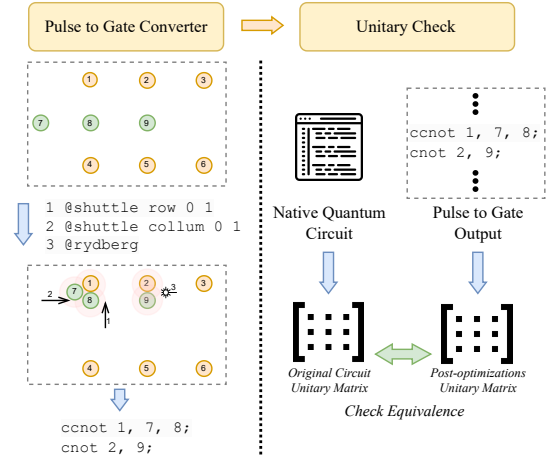 Pulse to Gate Converter
Unitary Check
1 2 3
7 8 9
4 5 6
1 @shuttle row 0 1
2 @shuttle collum 0 1
3 @rydberg
1 2 3
7 8 9
2 1 3
4 5 6
ccnot 1, 7, 8;
cnot 2, 9;
Native Quantum
Circuit
ccnot 1, 7, 8;
cnot 2, 9;
Pulse to Gate
Output
Original Circuit
Unitary Matrix
Post-optimizations
Unitary Matrix
Check Equivalence